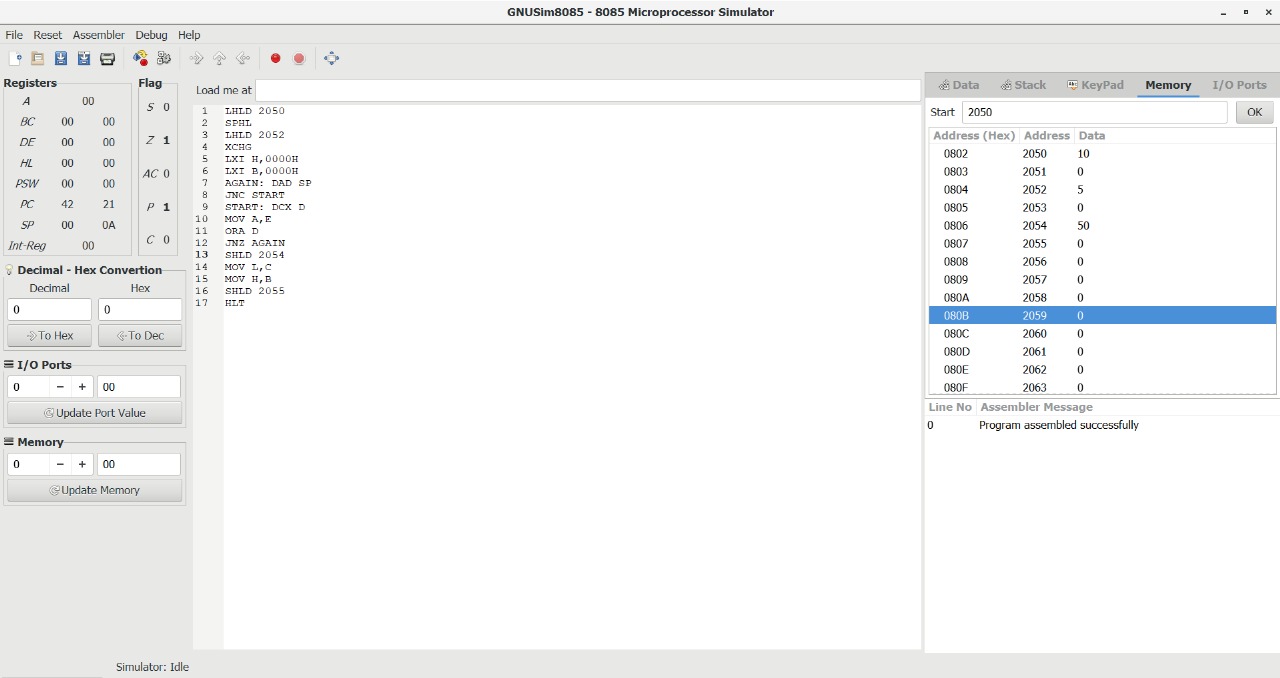 GNUSim8085 - 8085 Microprocessor Simulator
File Reset Assembler Debug Help
Registers
A 00
BC 00 00
DE 00 00
HL 00 00
PSW 00 00
PC 42 21
SP 00 0A
Int-Reg 00
Flag
S 0
Z 1
AC 0
P 1
C 0
Decimal - Hex Convertion
Decimal Hex
0 0
To Hex To Dec
I/O Ports
0 - + 00
Update Port Value
Memory
0 - + 00
Update Memory
Load me at
1 LHLD 2050
2 SPHL
3 LHLD 2052
4 XCHG
5 LXI H,0000H
6 LXI B,0000H
7 AGAIN: DAD SP
8 JNC START
9 START: DCX D
10 MOV A,E
11 ORA D
12 JNZ AGAIN
13 SHLD 2054
14 MOV L,C
15 MOV H,B
16 SHLD 2055
17 HLT
Data Stack KeyPad Memory I/O Ports
Start 2050 OK
Address (Hex) Address Data
0802 2050 10
0803 2051 0
0804 2052 5
0805 2053 0
0806 2054 50
0807 2055 0
0808 2056 0
0809 2057 0
080A 2058 0
080B 2059 0
080C 2060 0
080D 2061 0
080E 2062 0
080F 2063 0
Line No Assembler Message
0 Program assembled successfully
Simulator: Idle